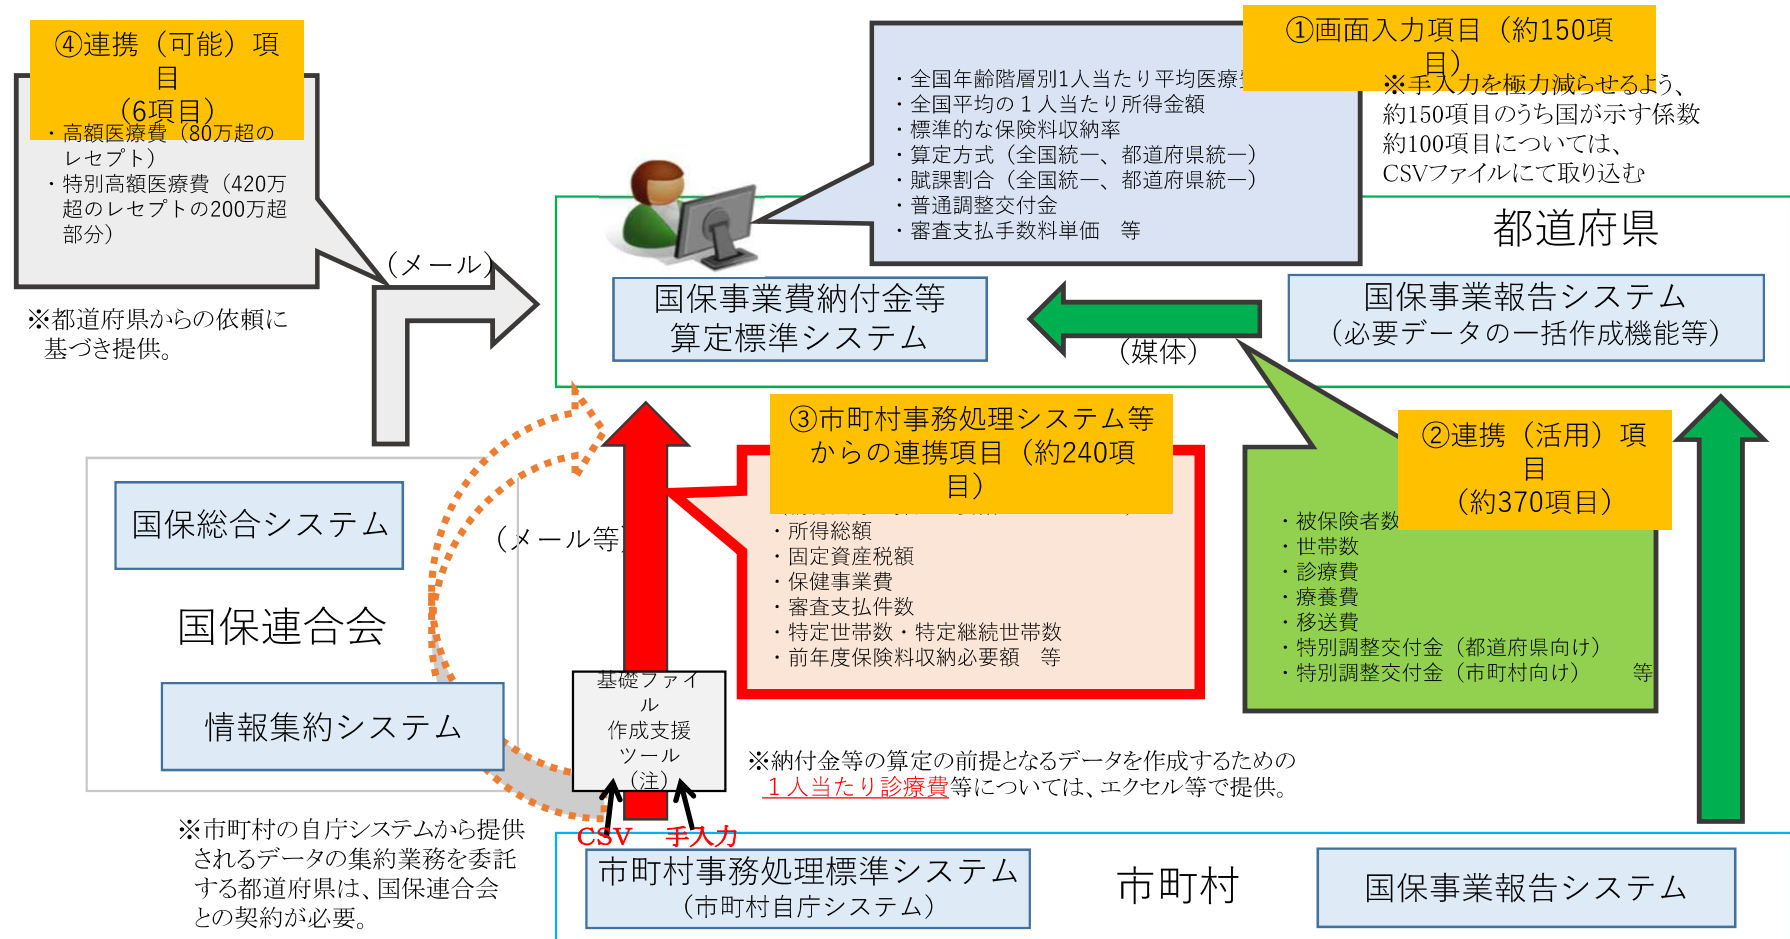 ④連携（可能）項
目
（6項目）
・高額医療費（80万超の
レセプト）
・特別高額医療費（420万
超のレセプトの200万超
部分）
※都道府県からの依頼に
基づき提供。
（メール）
①画面入力項目（約150項
目）
・全国年齢階層別1人当たり平均医療費
・全国平均の１人当たり所得金額
・標準的な保険料収納率
・算定方式（全国統一、都道府県統一）
・賦課割合（全国統一、都道府県統一）
・普通調整交付金
・審査支払手数料単価　等
※手入力を極力減らせるよう、
約150項目のうち国が示す係数
約100項目については、
CSVファイルにて取り込む
都道府県
国保事業費納付金等
算定標準システム
（媒体）
国保事業報告システム
（必要データの一括作成機能等）
③市町村事務処理システム等
からの連携項目（約240項
目）
・所得総額
・固定資産税額
・保健事業費
・審査支払件数
・特定世帯数・特定継続世帯数
・前年度保険料収納必要額　等
②連携（活用）項
目
（約370項目）
・被保険者数
・世帯数
・診療費
・療養費
・移送費
・特別調整交付金（都道府県向け）
・特別調整交付金（市町村向け）　　等
国保総合システム
（メール等）
国保連合会
情報集約システム
基礎ファイ
ル
作成支援
ツール
（注）
CSV　手入力
※納付金等の算定の前提となるデータを作成するための
１人当たり診療費等については、エクセル等で提供。
※市町村の自庁システムから提供
されるデータの集約業務を委託
する都道府県は、国保連合会
との契約が必要。
市町村事務処理標準システム
（市町村自庁システム）
市町村
国保事業報告システム